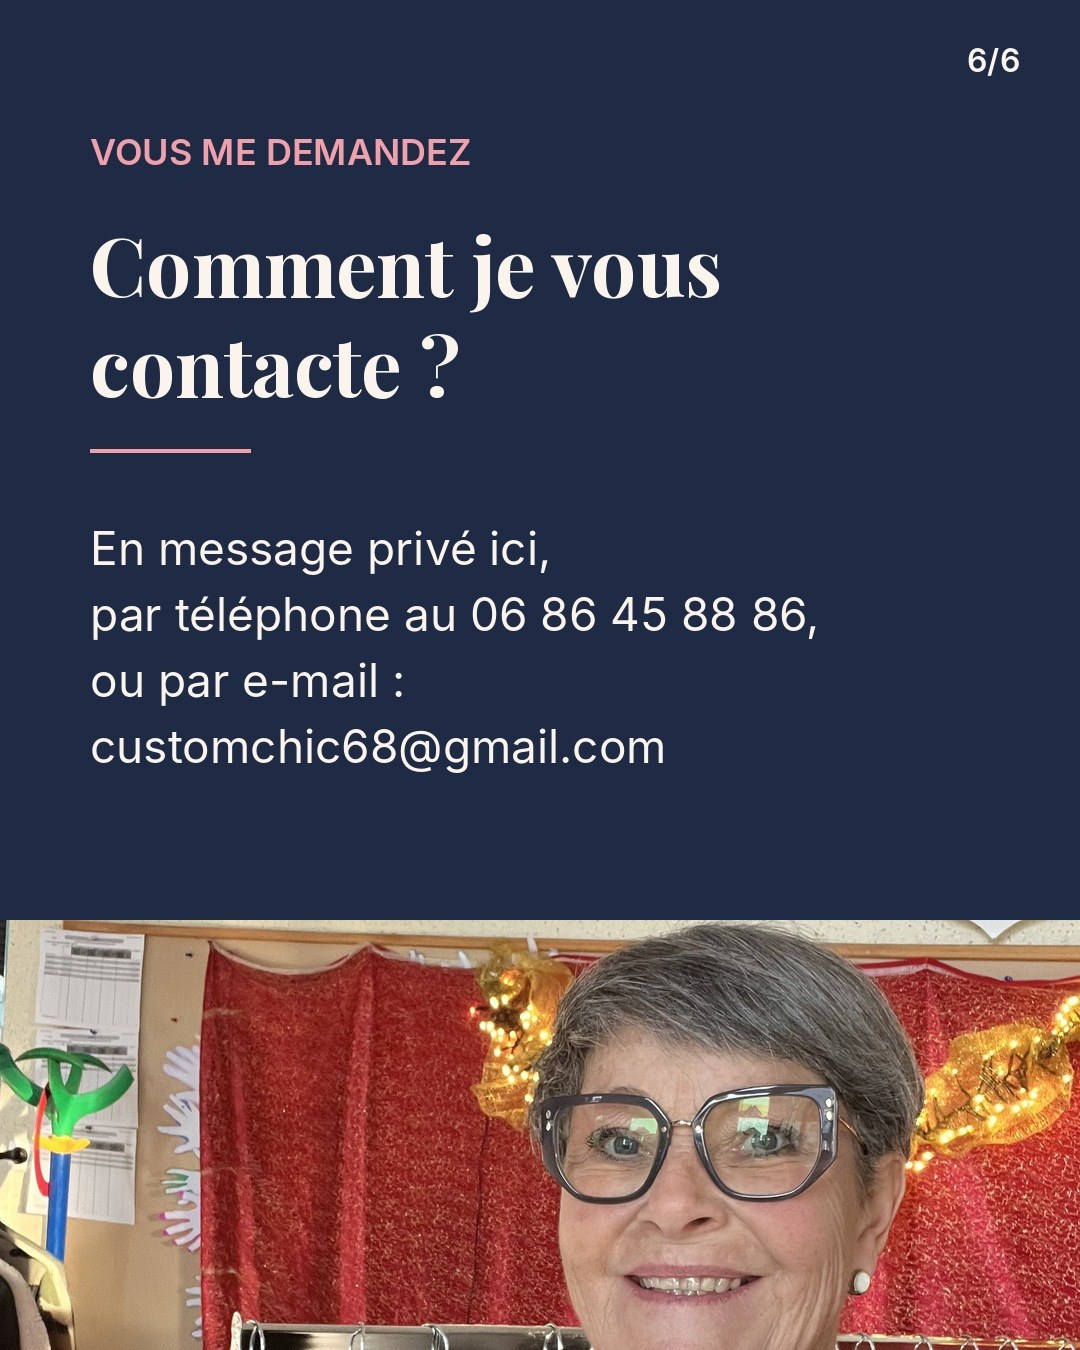 6/6
VOUS ME DEMANDEZ
Comment je vous
contacte ?
En message privé ici,
par téléphone au 06 86 45 88 86,
ou par e-mail :
customchic68@gmail.com